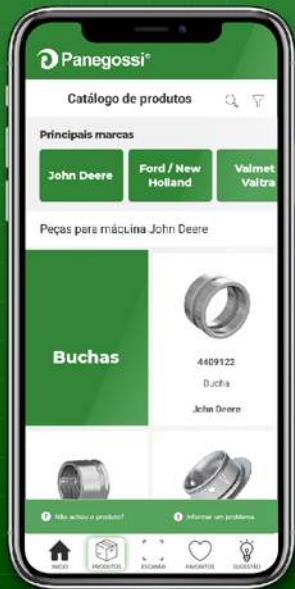 Panegossi®
Catálogo de produtos
Principais marcas
John Deere
Ford / New
Holland
Valmet
Valtra
Peças para máquina John Deere
Buchas
4409122
Bucha
John Deere
Não achou o produto?
Informar um problema
INÍCIO
PRODUTOS
ESCANEAR
FAVORITOS
SUGESTÃO